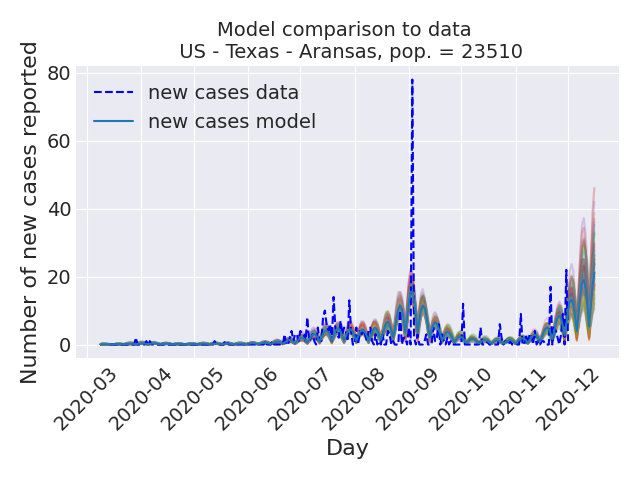 Model comparison to data
US - Texas - Aransas, pop. = 23510
Number of new cases reported
80
60
40
20
0
new cases data
new cases model
2020-03
2020-04
2020-05
2020-06
2020-07
2020-08
2020-09
2020-10
2020-11
2020-12
Day